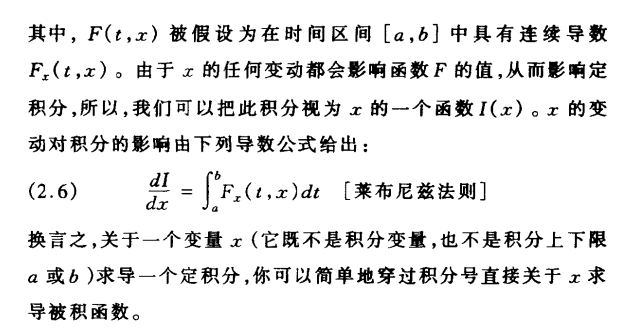 其中, F(t,x) 被假设为在时间区间 [a,b] 中具有连续导数
Fₓ(t,x)。由于 x 的任何变动都会影响函数 F 的值,从而影响定
积分,所以,我们可以把此积分视为 x 的一个函数 I(x)。x 的变
动对积分的影响由下列导数公式给出:
(2.6) dI/dx = ∫ₐᵇ Fₓ(t,x)dt [莱布尼兹法则]
换言之,关于一个变量 x (它既不是积分变量,也不是积分上下限
a 或 b )求导一个定积分,你可以简单地穿过积分号直接关于 x 求
导被积函数。